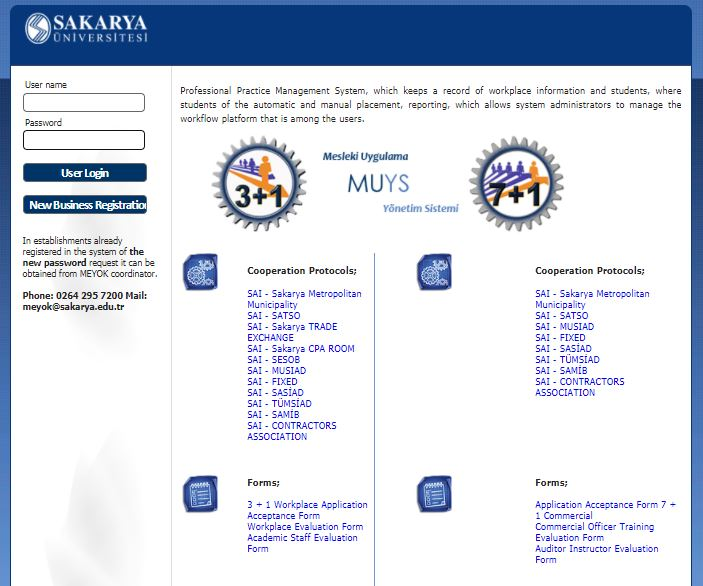 SAKARYA
ÜNİVERSİTESİ
User name
Password
User Login
New Business Registration
In establishments already
registered in the system of the
new password request it can be
obtained from MEYOK coordinator.
Phone: 0264 295 7200 Mail:
meyok@sakarya.edu.tr
Professional Practice Management System, which keeps a record of workplace information and students, where
students of the automatic and manual placement, reporting, which allows system administrators to manage the
workflow platform that is among the users.
3+1
Mesleki Uygulama
MUYS
Yönetim Sistemi
7+1
Cooperation Protocols;
SAI - Sakarya Metropolitan
Municipality
SAI - SATSO
SAI - Sakarya TRADE
EXCHANGE
SAI - Sakarya CPA ROOM
SAI - SESOB
SAI - MUSIAD
SAI - FIXED
SAI - SASİAD
SAI - TÜMSİAD
SAI - SAMİB
SAI - CONTRACTORS
ASSOCIATION
Cooperation Protocols;
SAI - Sakarya Metropolitan
Municipality
SAI - SATSO
SAI - MUSIAD
SAI - FIXED
SAI - SASİAD
SAI - TÜMSİAD
SAI - SAMİB
SAI - CONTRACTORS
ASSOCIATION
Forms;
3 + 1 Workplace Application
Acceptance Form
Workplace Evaluation Form
Academic Staff Evaluation
Form
Forms;
Application Acceptance Form 7 +
1 Commercial
Commercial Officer Training
Evaluation Form
Auditor Instructor Evaluation
Form